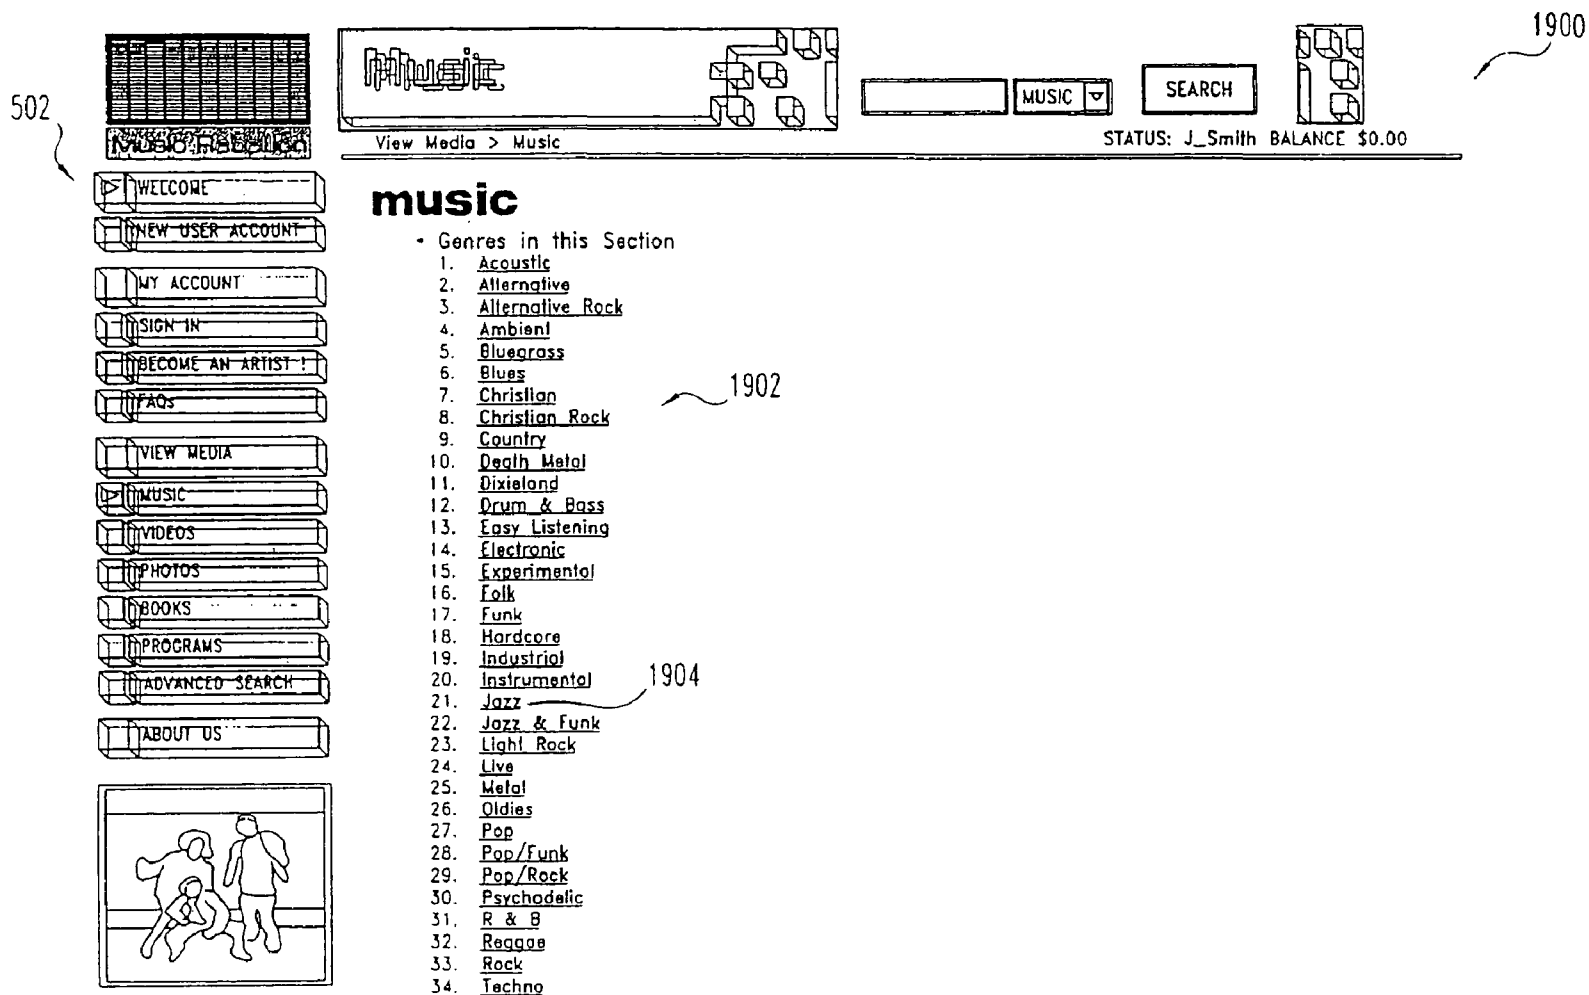 1900
502
Music
MUSIC
SEARCH
Music Rebellion
View Media > Music
STATUS: J_Smith BALANCE $0.00
WELCOME
NEW USER ACCOUNT
MY ACCOUNT
SIGN IN
BECOME AN ARTIST !
FAQs
VIEW MEDIA
MUSIC
VIDEOS
PHOTOS
BOOKS
PROGRAMS
ADVANCED SEARCH
ABOUT US
music
• Genres in this Section
1. Acoustic
2. Alternative
3. Alternative Rock
4. Ambient
5. Bluegrass
6. Blues
7. Christian
8. Christian Rock
9. Country
10. Death Metal
11. Dixieland
12. Drum & Bass
13. Easy Listening
14. Electronic
15. Experimental
16. Folk
17. Funk
18. Hardcore
19. Industrial
20. Instrumental
21. Jazz
22. Jazz & Funk
23. Light Rock
24. Live
25. Metal
26. Oldies
27. Pop
28. Pop/Funk
29. Pop/Rock
30. Psychodelic
31. R & B
32. Reggae
33. Rock
34. Techno
1902
1904